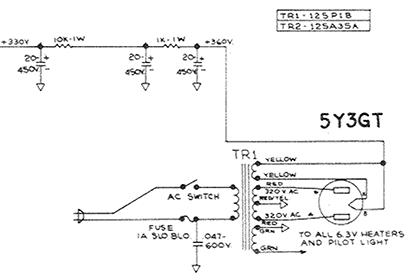 TR1-125P1B
TR2-125A35A
+330V.
10K-1W
1K-1W
+360V.
20-
450V.
+
-
20-
450V.
+
-
20-
450V.
+
-
5Y3GT
TR1
YELLOW
YELLOW
RED
320V AC
RED/YEL
320V AC
RED
GRN
GRN
AC SWITCH
FUSE
1A SLO BLO.
.047-
600V.
8
TO ALL 6.3V HEATERS
AND PILOT LIGHT